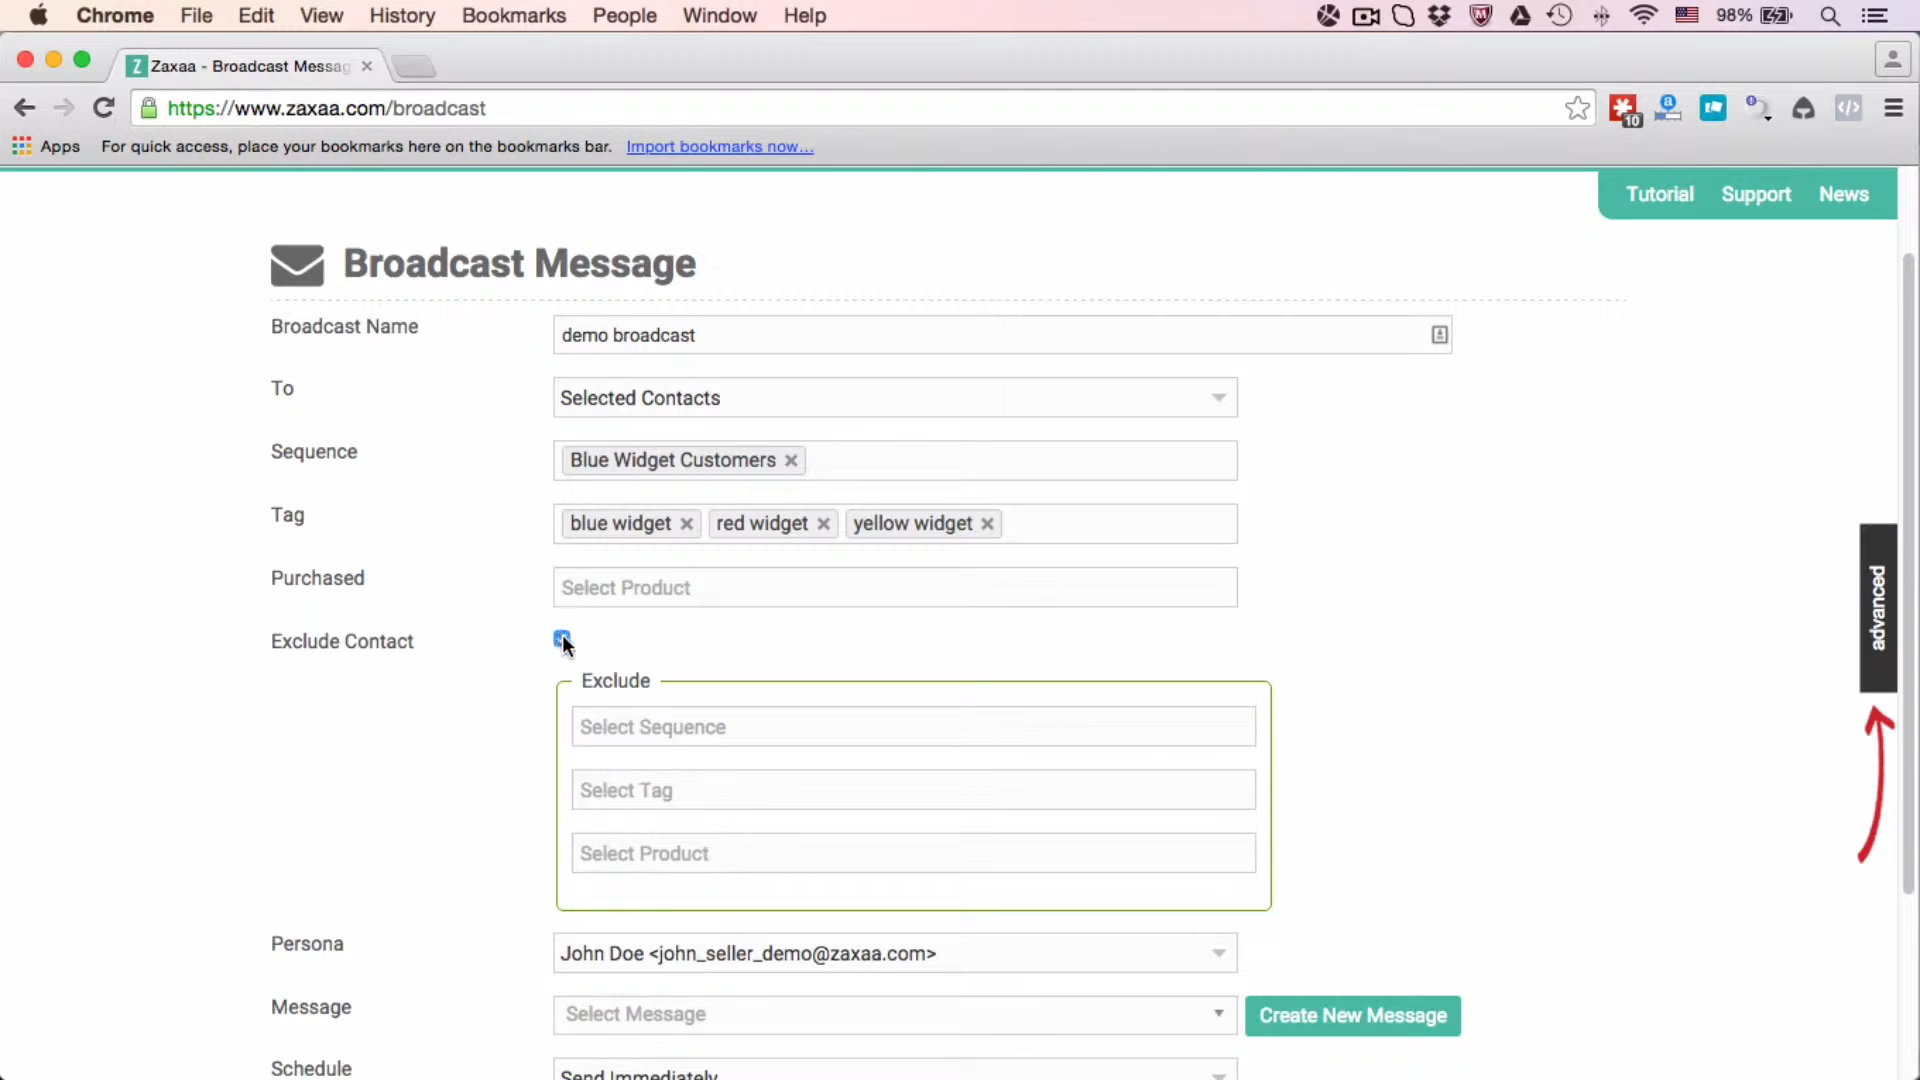 Chrome File Edit View History Bookmarks People Window Help 98%
Z Zaxaa - Broadcast Messag
https://www.zaxaa.com/broadcast 10
Apps For quick access, place your bookmarks here on the bookmarks bar. Import bookmarks now...
Tutorial Support News
Broadcast Message
Broadcast Name demo broadcast
To Selected Contacts
Sequence Blue Widget Customers
Tag blue widget red widget yellow widget
Purchased Select Product
advanced
Exclude Contact
Exclude
Select Sequence
Select Tag
Select Product
Persona John Doe <john_seller_demo@zaxaa.com>
Message Select Message Create New Message
Schedule Send Immediately